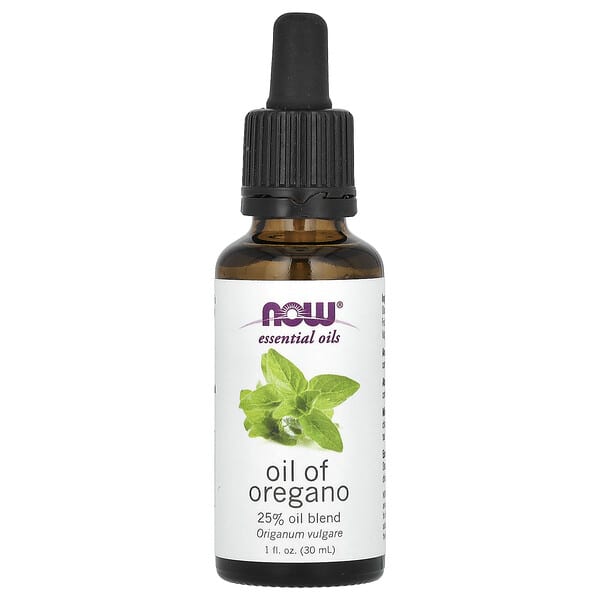 NOW®
essential oils
oil of
oregano
25% oil blend
Origanum vulgare
1 fl. oz. (30 mL)